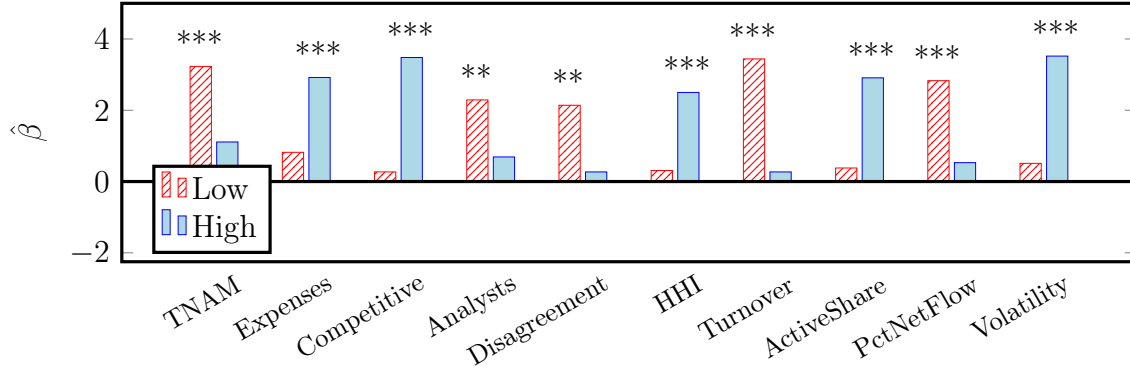 *** *** *** ** ** *** *** *** *** ***
4
2
0
−2
β̂
Low
High
TNAM
Expenses
Competitive
Analysts
Disagreement
HHI
Turnover
ActiveShare
PctNetFlow
Volatility